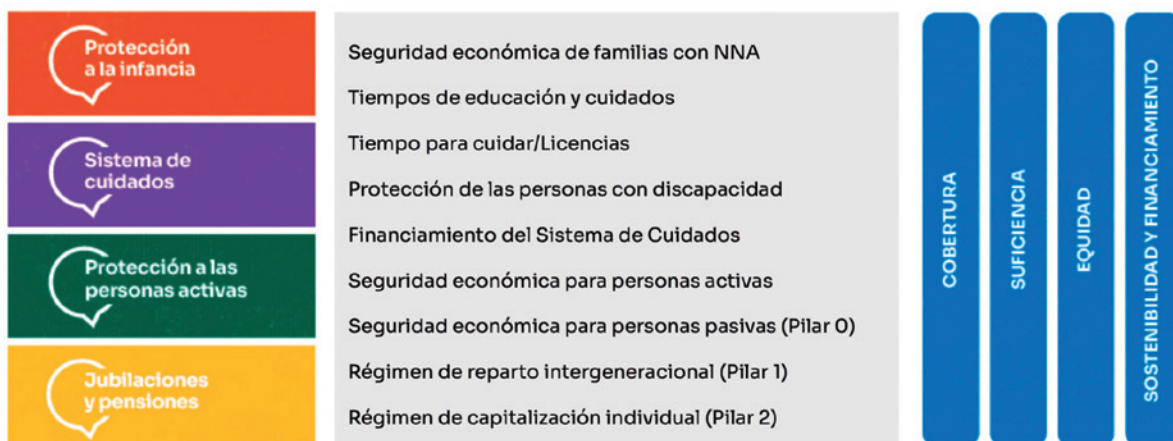 Protección
a la infancia
Sistema de
cuidados
Protección a las
personas activas
Jubilaciones
y pensiones
Seguridad económica de familias con NNA
Tiempos de educación y cuidados
Tiempo para cuidar/Licencias
Protección de las personas con discapacidad
Financiamiento del Sistema de Cuidados
Seguridad económica para personas activas
Seguridad económica para personas pasivas (Pilar 0)
Régimen de reparto intergeneracional (Pilar 1)
Régimen de capitalización individual (Pilar 2)
COBERTURA
SUFICIENCIA
EQUIDAD
SOSTENIBILIDAD Y FINANCIAMIENTO